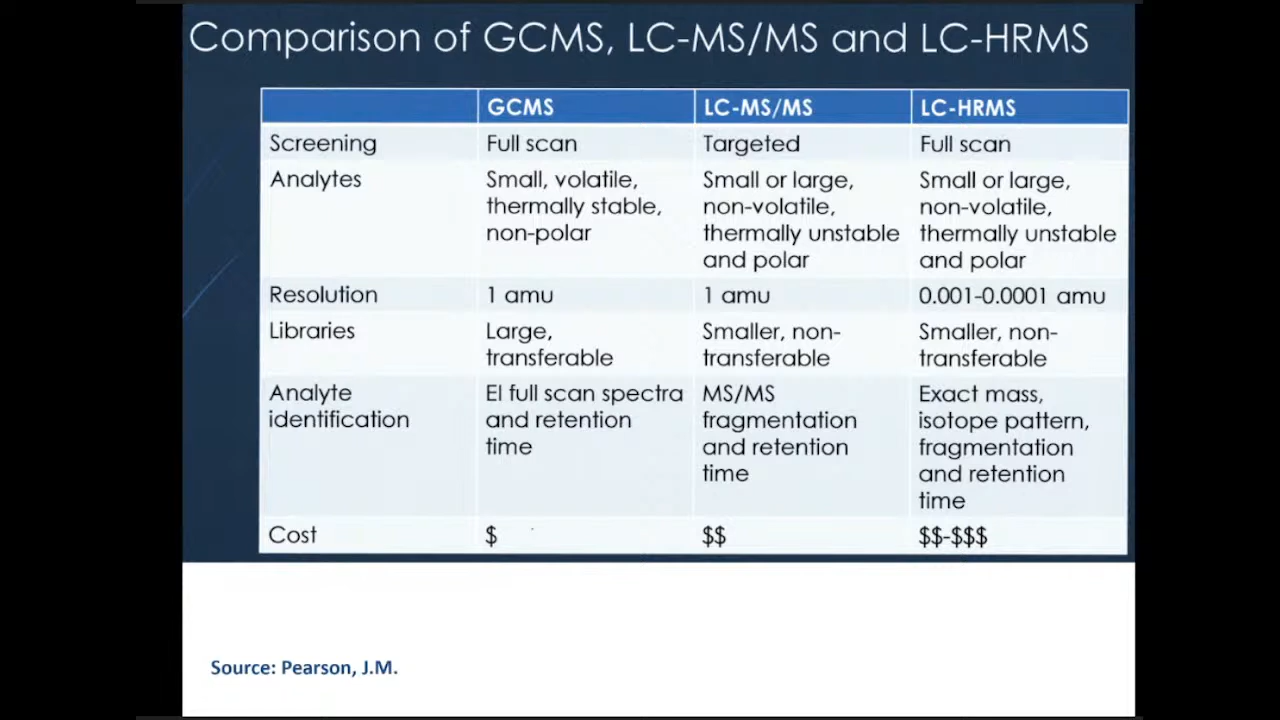 Comparison of GCMS, LC-MS/MS and LC-HRMS
GCMS LC-MS/MS LC-HRMS
Screening Full scan Targeted Full scan
Analytes Small, volatile, Small or large, Small or large,
thermally stable, non-volatile, non-volatile,
non-polar thermally unstable thermally unstable
and polar and polar
Resolution 1 amu 1 amu 0.001-0.0001 amu
Libraries Large, Smaller, non- Smaller, non-
transferable transferable transferable
Analyte EI full scan spectra MS/MS Exact mass,
identification and retention fragmentation isotope pattern,
time and retention fragmentation
time and retention
time
Cost $ $$ $$-$$$
Source: Pearson, J.M.